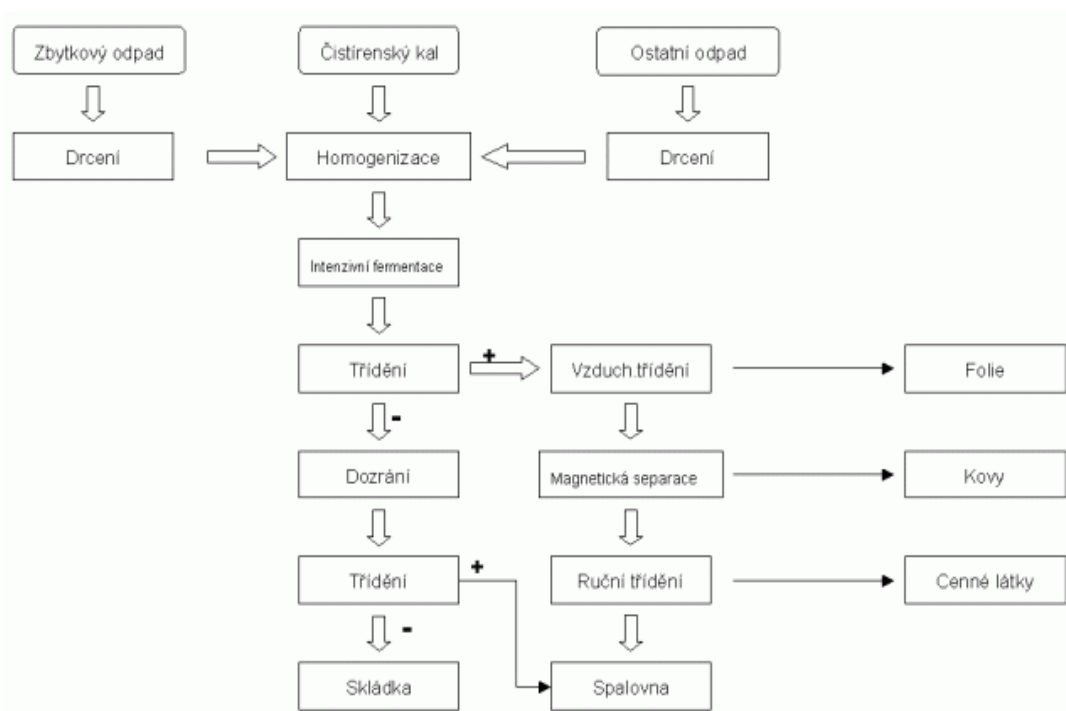 Zbytkový odpad
Čistírenský kal
Ostatní odpad
Drcení
Homogenizace
Drcení
Intenzivní fermentace
Třídění
+
Vzduch.třídění
Folie
-
Dozrání
Magnetická separace
Kovy
Třídění
+
Ruční třídění
Cenné látky
-
Skládka
Spalovna